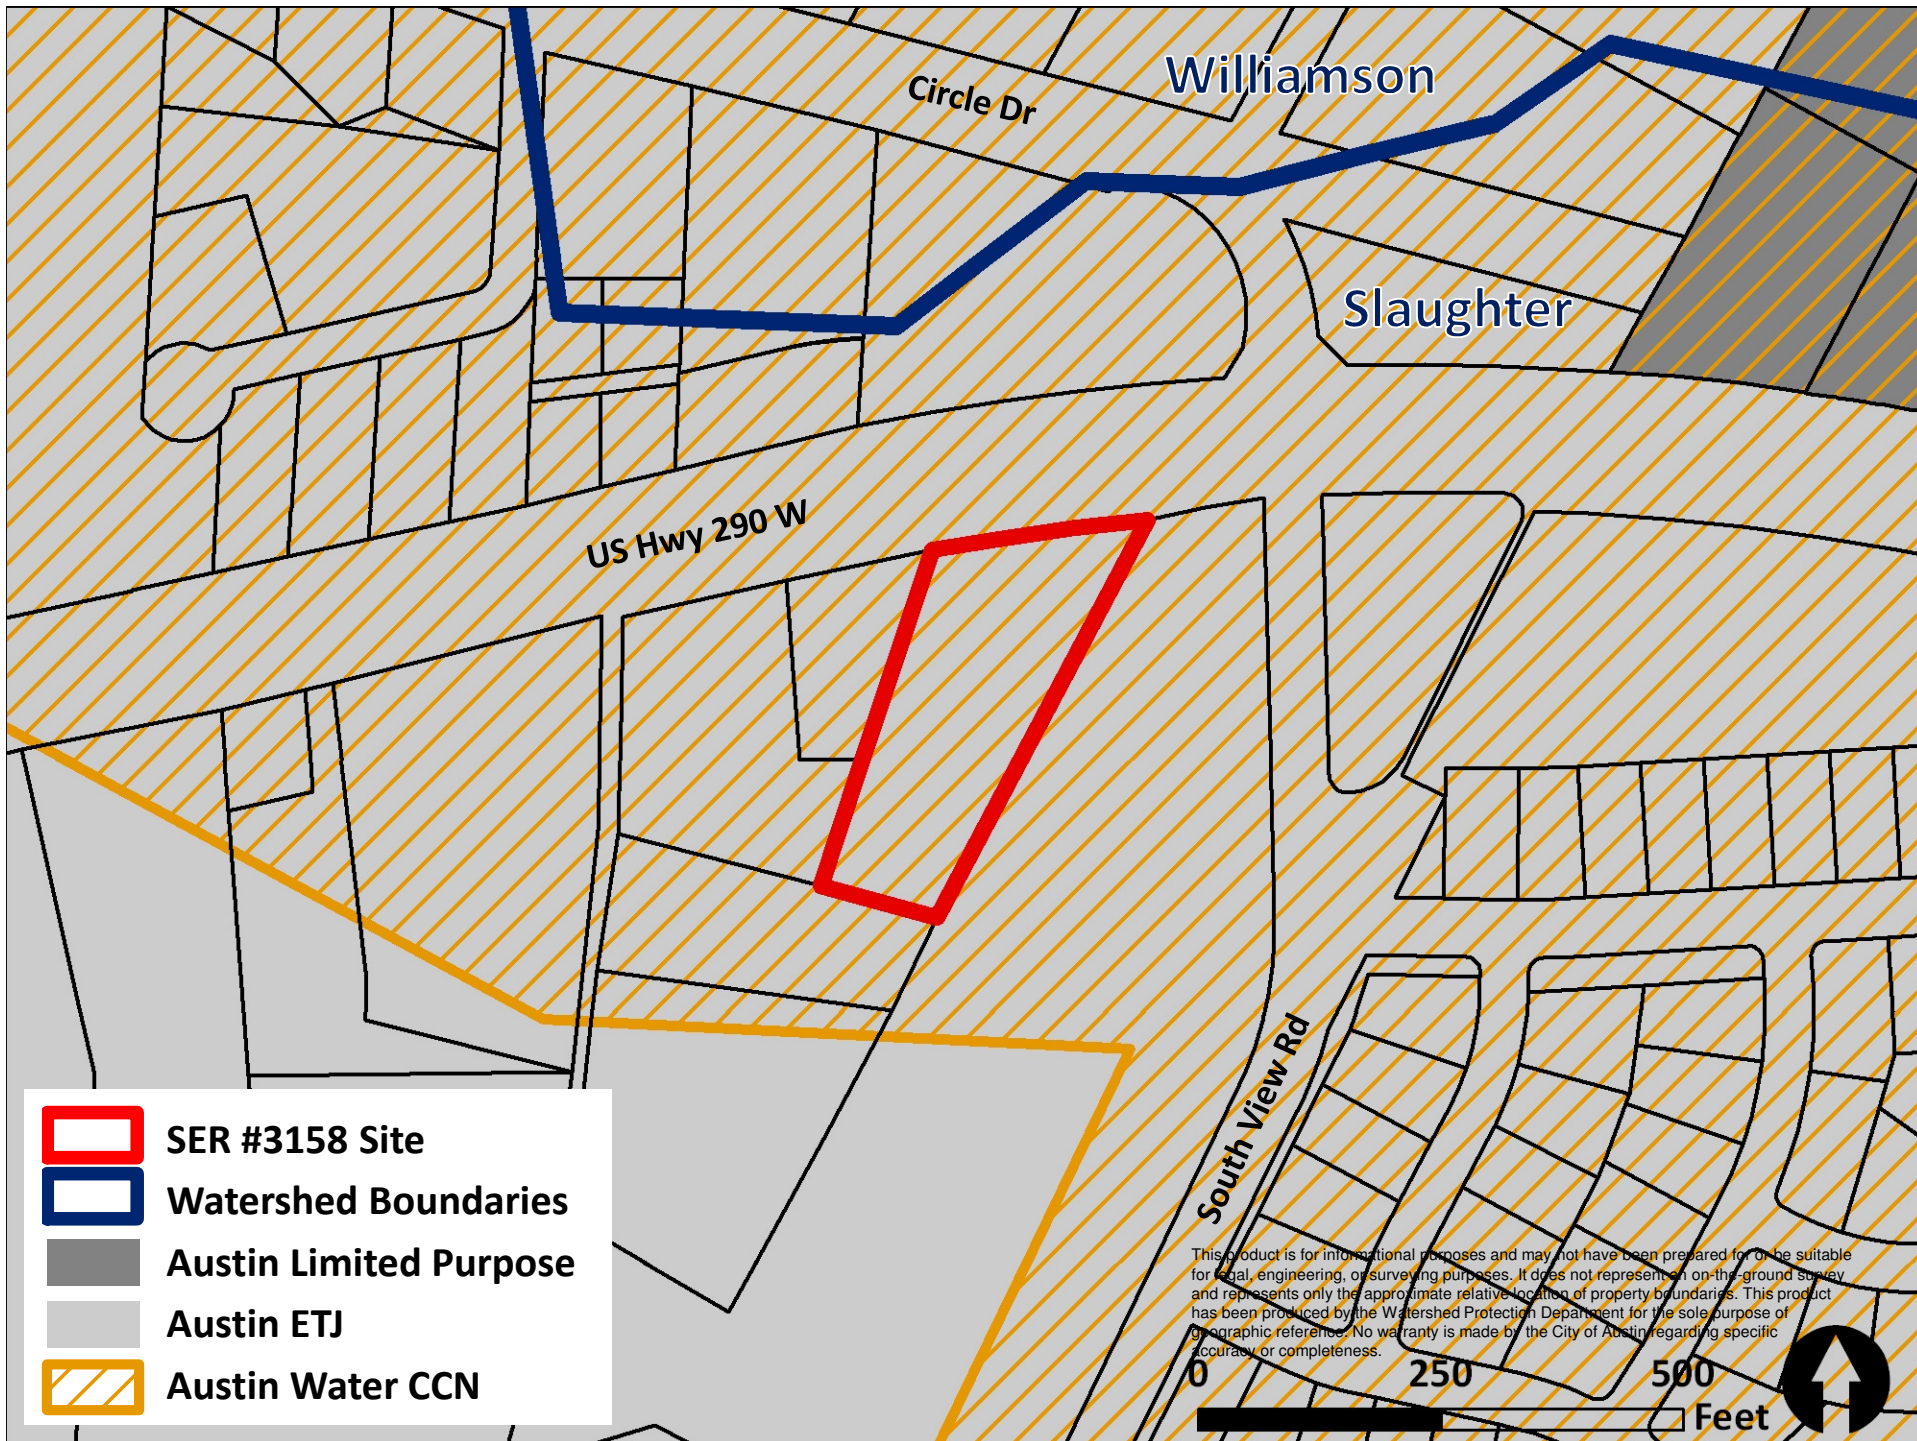 Williamson
Circle Dr
Slaughter
US Hwy 290 W
South View Rd
SER #3158 Site
Watershed Boundaries
Austin Limited Purpose
Austin ETJ
Austin Water CCN
This product is for informational purposes and may not have been prepared for or be suitable
for legal, engineering, or surveying purposes. It does not represent an on-the-ground survey
and represents only the approximate relative location of property boundaries. This product
has been produced by the Watershed Protection Department for the sole purpose of
geographic reference. No warranty is made by the City of Austin regarding specific
accuracy or completeness.
0 250 500
Feet